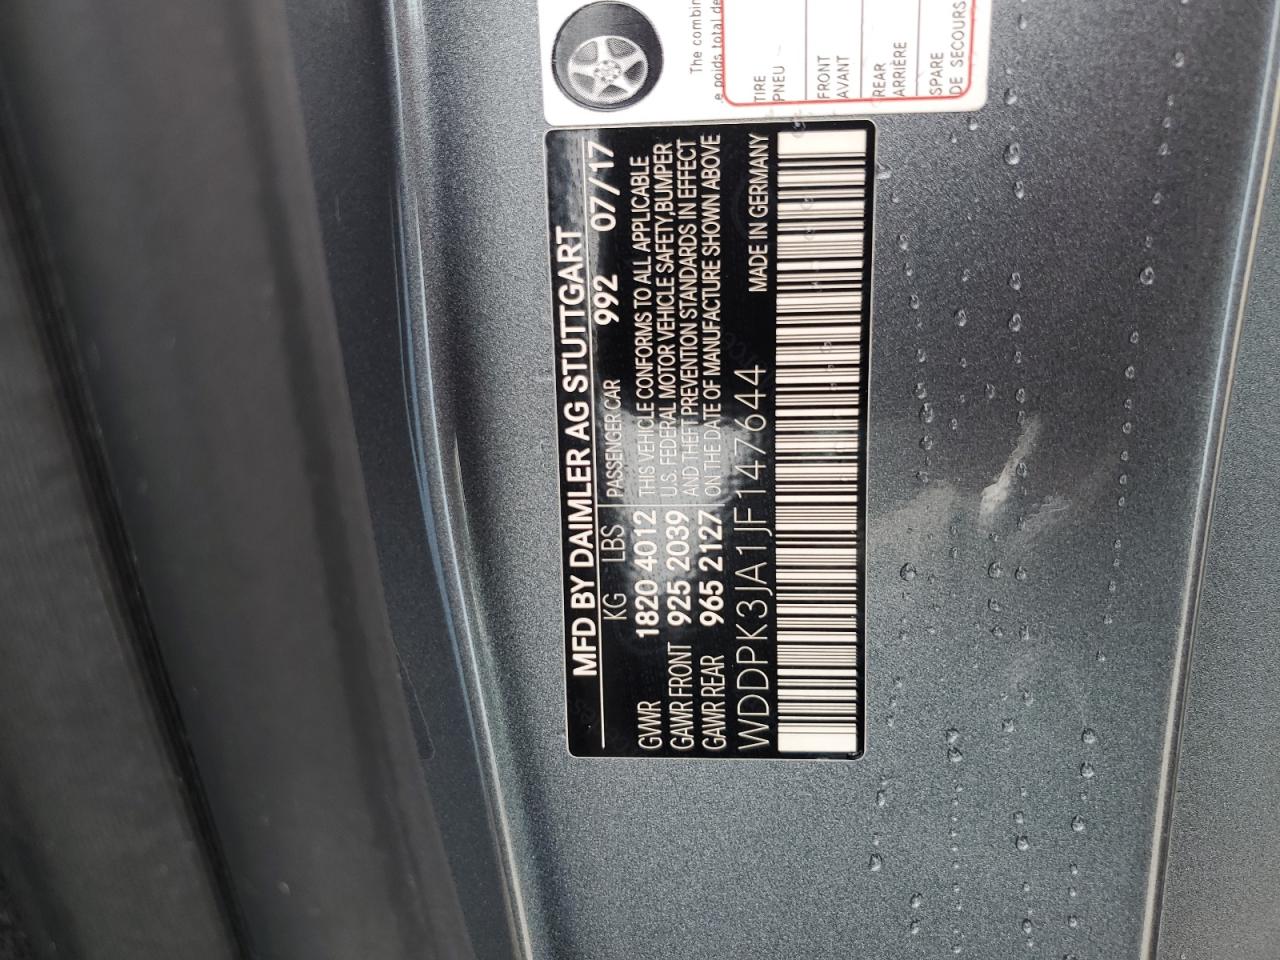 MFD BY DAIMLER AG STUTTGART
KG LBS PASSENGER CAR 992 07/17
GVWR 1820 4012 THIS VEHICLE CONFORMS TO ALL APPLICABLE
GAWR FRONT 925 2039 U.S. FEDERAL MOTOR VEHICLE SAFETY,BUMPER
GAWR REAR 965 2127 AND THEFT PREVENTION STANDARDS IN EFFECT
ON THE DATE OF MANUFACTURE SHOWN ABOVE
WDDPK3JA1JF147644 MADE IN GERMANY
The
poids total
TIRE
PNEU
FRONT
AVANT
REAR
ARRIÈRE
SPARE
DE SECOURS